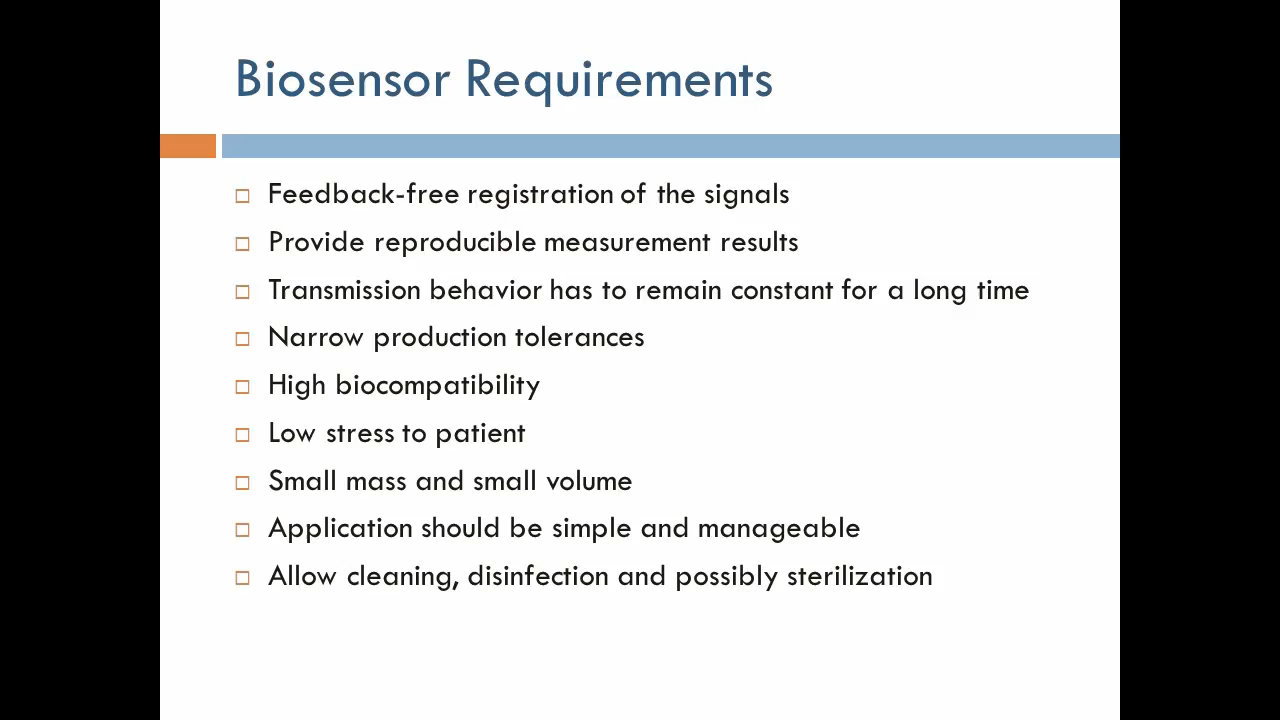 Biosensor Requirements
Feedback-free registration of the signals
Provide reproducible measurement results
Transmission behavior has to remain constant for a long time
Narrow production tolerances
High biocompatibility
Low stress to patient
Small mass and small volume
Application should be simple and manageable
Allow cleaning, disinfection and possibly sterilization